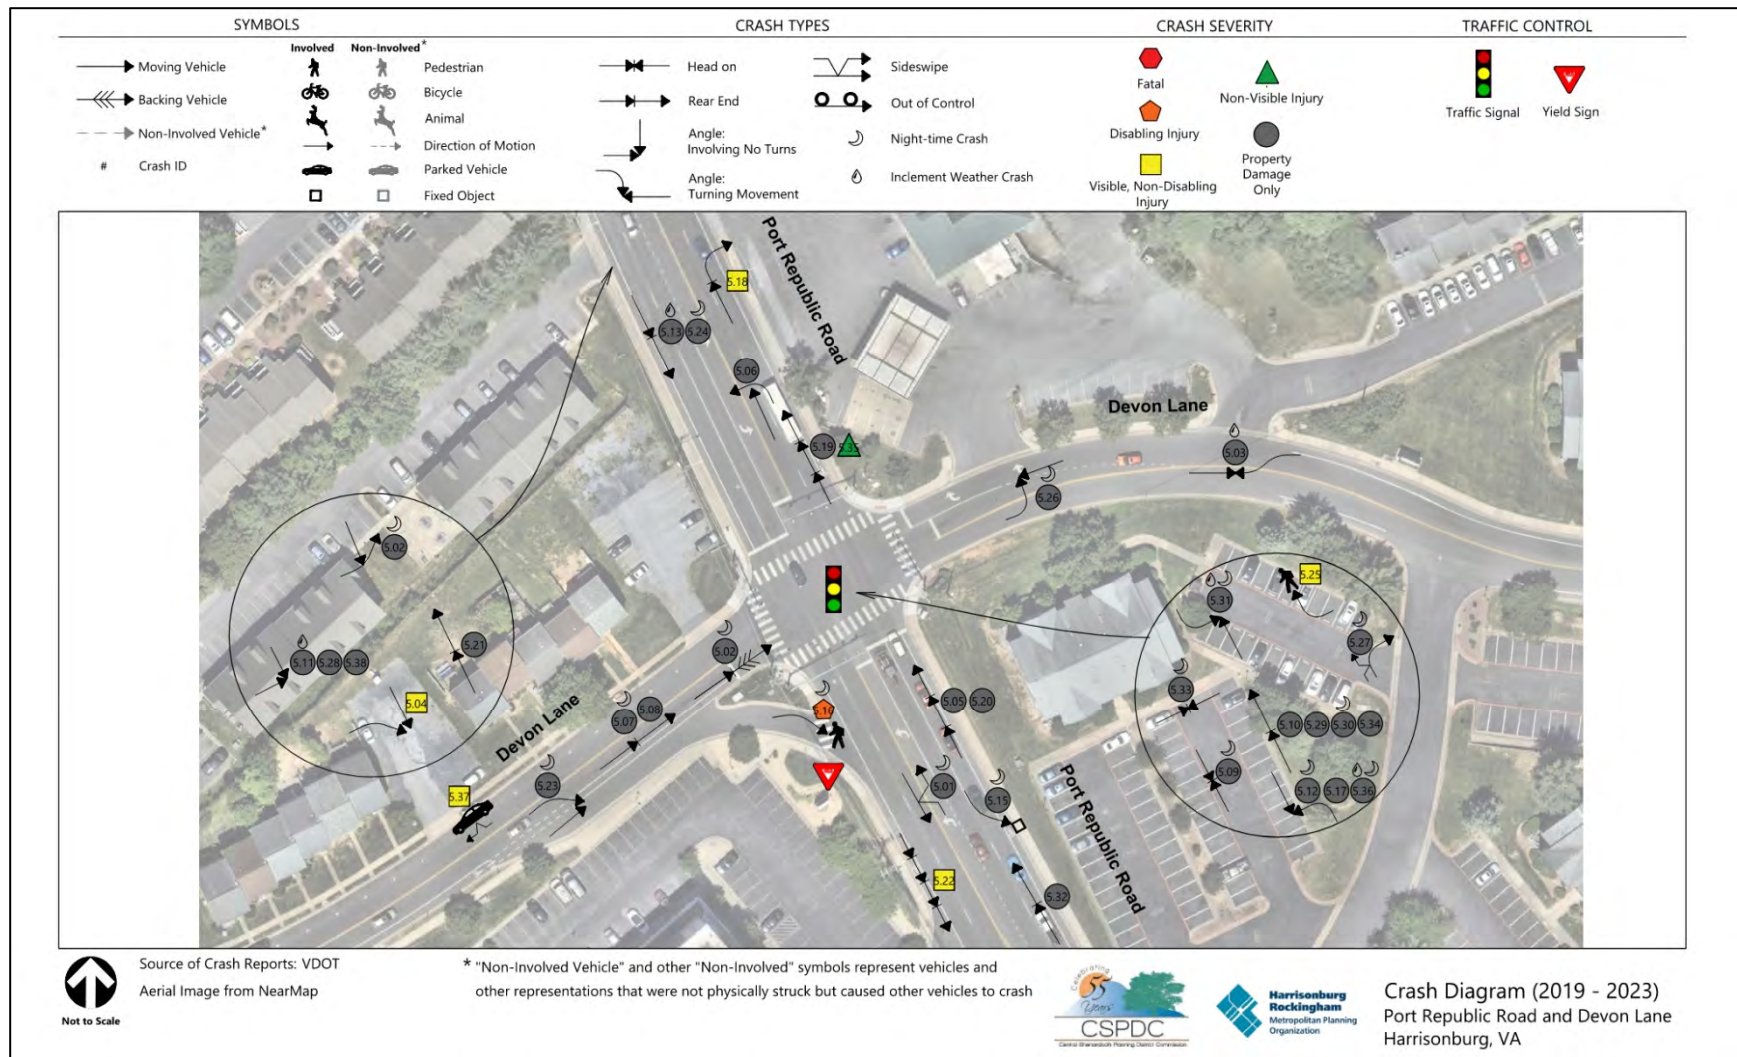 SYMBOLS
CRASH TYPES
CRASH SEVERITY
TRAFFIC CONTROL
Involved
Non-Involved*
Moving Vehicle
Backing Vehicle
Non-Involved Vehicle*
# Crash ID
Pedestrian
Bicycle
Animal
Direction of Motion
Parked Vehicle
Fixed Object
Head on
Rear End
Angle:
Involving No Turns
Angle:
Turning Movement
Sideswipe
Out of Control
Night-time Crash
Inclement Weather Crash
Fatal
Disabling Injury
Visible, Non-Disabling
Injury
Non-Visible Injury
Property
Damage
Only
Traffic Signal
Yield Sign
Port Republic Road
5.18
5.13
5.24
5.06
5.19
5.35
Devon Lane
5.03
5.26
5.02
5.21
5.11
5.28
5.38
5.04
5.02
5.07
5.08
Devon Lane
5.23
5.37
5.16
5.05
5.20
5.01
5.15
5.22
5.32
Port Republic Road
5.25
5.31
5.27
5.33
5.10
5.29
5.30
5.34
5.09
5.12
5.17
5.36
Not to Scale
Source of Crash Reports: VDOT
Aerial Image from NearMap
* "Non-Involved Vehicle" and other "Non-Involved" symbols represent vehicles and
other representations that were not physically struck but caused other vehicles to crash
Celebrating
55
Years
CSPDC
Central Shenandoah Planning District Commission
Harrisonburg
Rockingham
Metropolitan Planning
Organization
Crash Diagram (2019 - 2023)
Port Republic Road and Devon Lane
Harrisonburg, VA